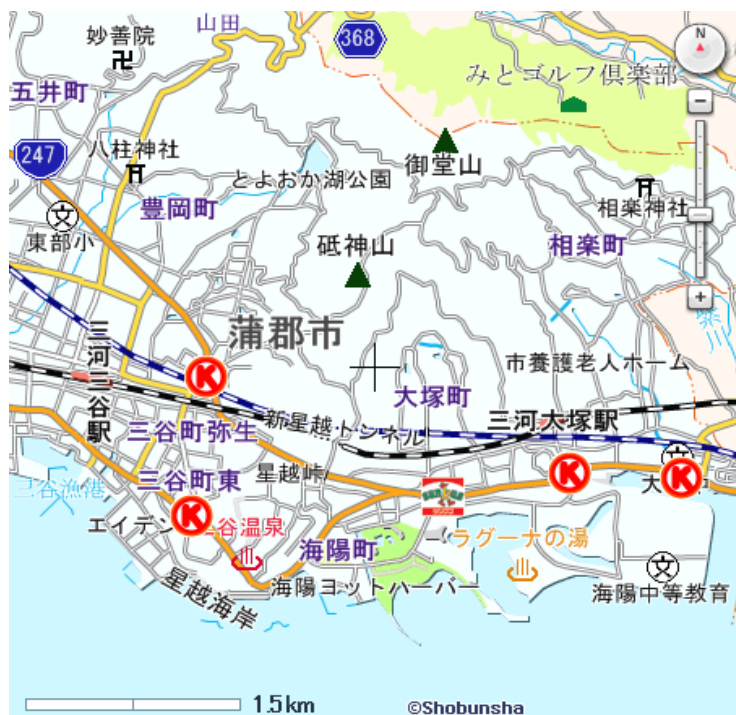 山田
妙善院
368
N
みとゴルフ倶楽部
五井町
247
八柱神社
御堂山
とよおか湖公園
相楽神社
豊岡町
文
東部小
砥神山
相楽町
蒲郡市
三河三谷駅
K
市養護老人ホーム
大塚町
三河大塚駅
新星越トンネル
三谷町弥生
星越峠
三谷町東
K
K
K
三谷漁港
エイデン
谷温泉
海陽町
ラグーナの湯
文
星越海岸
海陽ヨットハーバー
海陽中等教育
1.5km
©Shobunsha